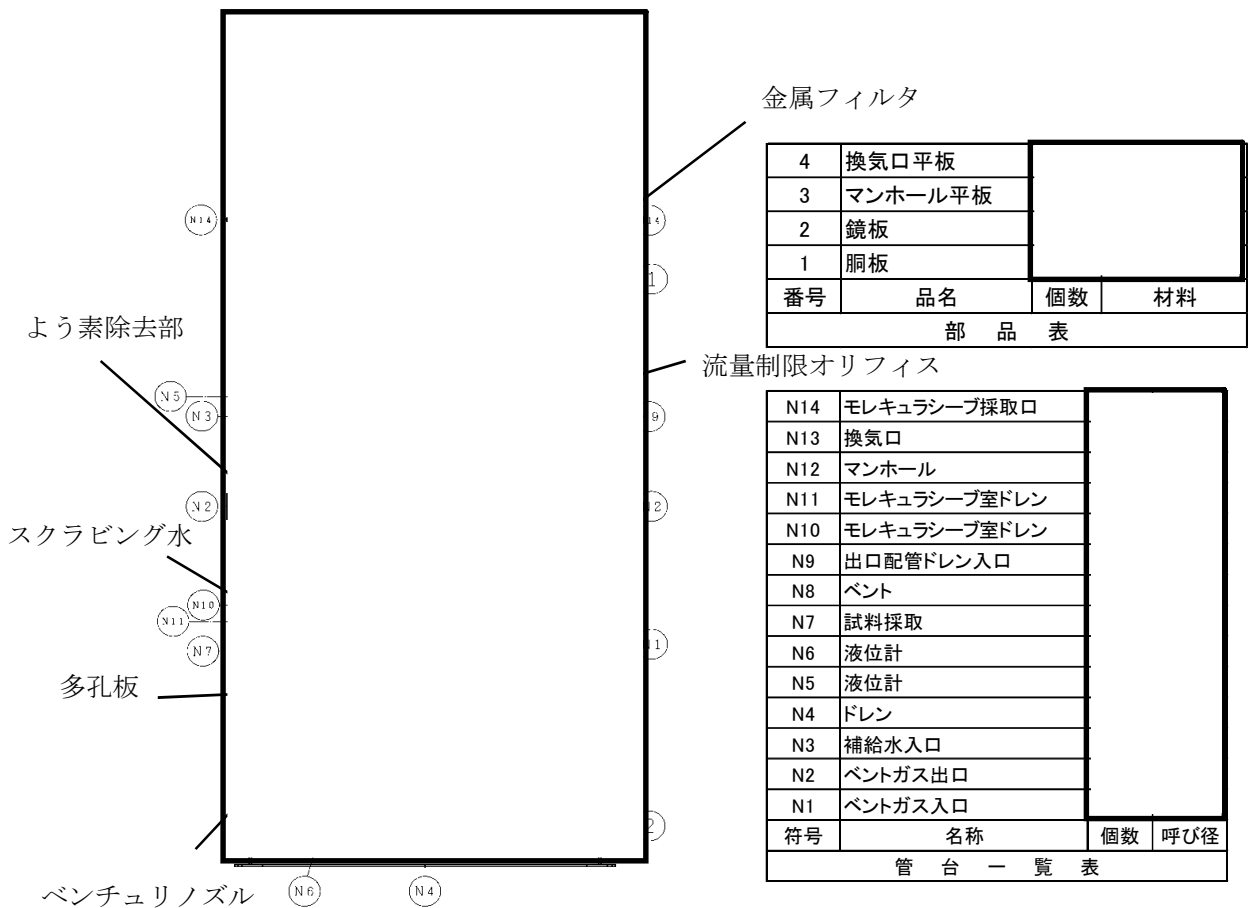 金属フィルタ
N14
14
1
よう素除去部
流量制限オリフィス
N5
N3
9
N2
2
スクラビング水
N10
N11
N7
1
多孔板
2
ベンチュリノズル
N6
N4
4 換気口平板
3 マンホール平板
2 鏡板
1 胴板
番号 品名 個数 材料
部品表
N14 モレキュラシーブ採取口
N13 換気口
N12 マンホール
N11 モレキュラシーブ室ドレン
N10 モレキュラシーブ室ドレン
N9 出口配管ドレン入口
N8 ベント
N7 試料採取
N6 液位計
N5 液位計
N4 ドレン
N3 補給水入口
N2 ベントガス出口
N1 ベントガス入口
符号 名称 個数 呼び径
管台一覧表